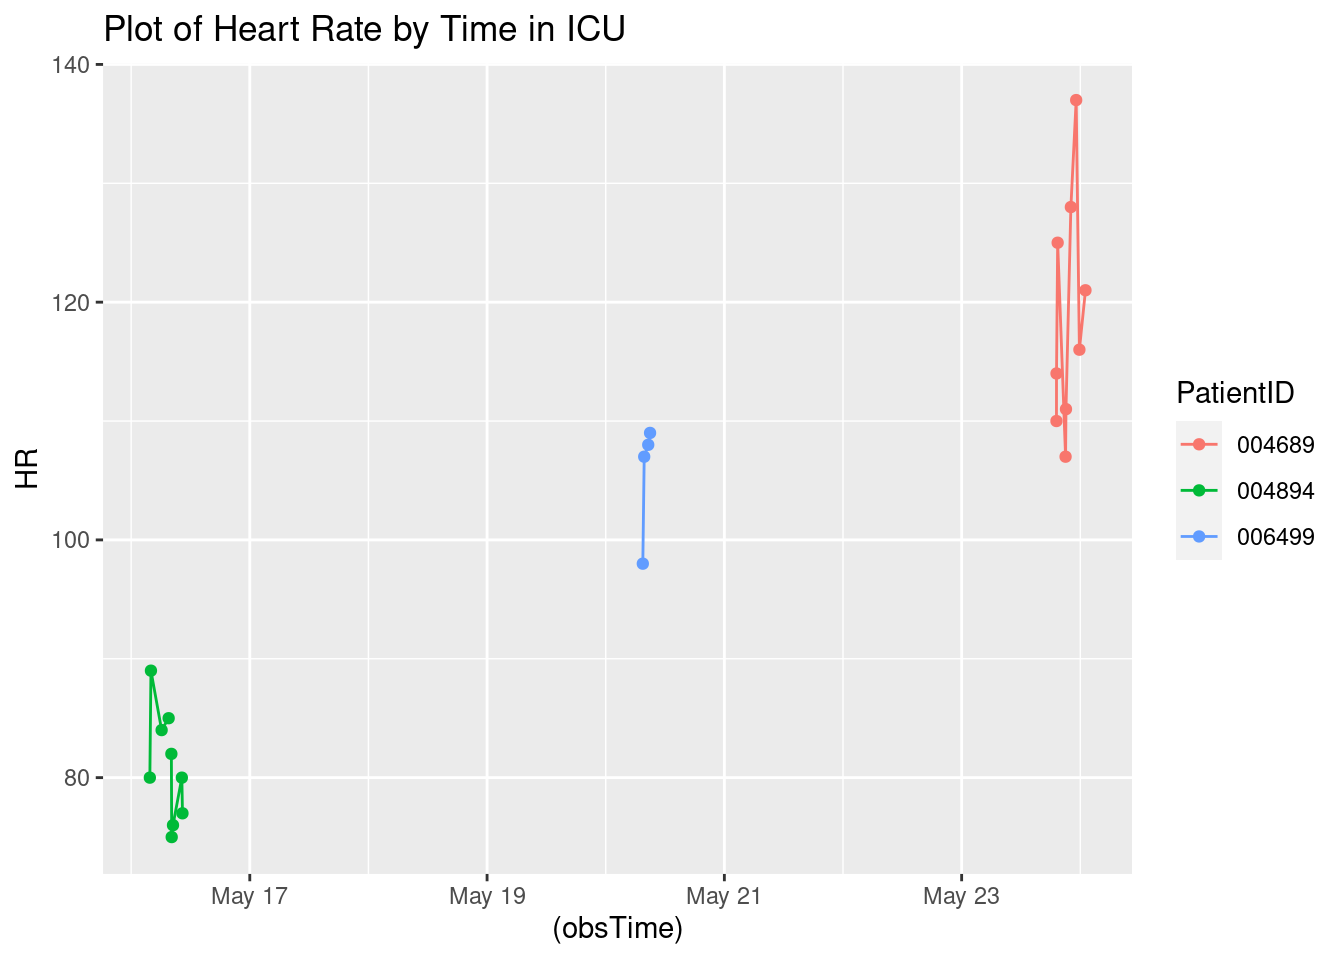 Plot of Heart Rate by Time in ICU
140
120
100
80
HR
May 17
May 19
May 21
May 23
(obsTime)
PatientID
004689
004894
006499